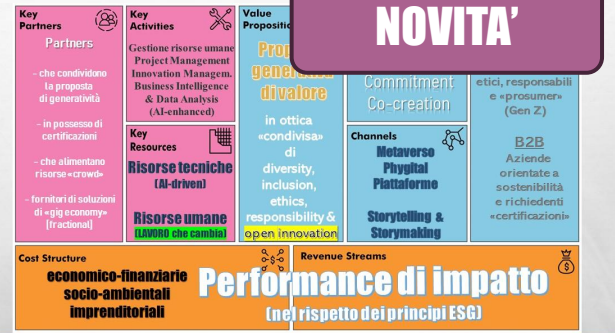 NOVITA'
Key
Partners
Partners
- che condividono
la proposta
di generatività
- in possesso di
certificazioni
- che alimentano
risorse «crowd»
- fornitori di soluzioni
di «gig economy»
[fractional]
Key
Activities
Gestione risorse umane
Project Management
Innovation Managem.
Business Intelligence
& Data Analysis
(AI-enhanced)
Key
Resources
Risorse tecniche
(AI-driven)
Risorse umane
(LAVORO che cambia)
Value
di valore
in ottica
«condivisa»
di
diversity,
inclusion,
ethics,
responsibility &
open innovation
Commitment
Co-creation
Channels
Metaverso
Phygital
Piattaforme
Storytelling &
Storymaking
etici, responsabili
e «prosumer»
(Gen Z)
B2B
Aziende
orientate a
sostenibilità
e richiedenti
«certificazioni»
Cost Structure
economico-finanziarie
socio-ambientali
imprenditoriali
Revenue Streams
Performance di impatto
(nel rispetto dei principi ESG)